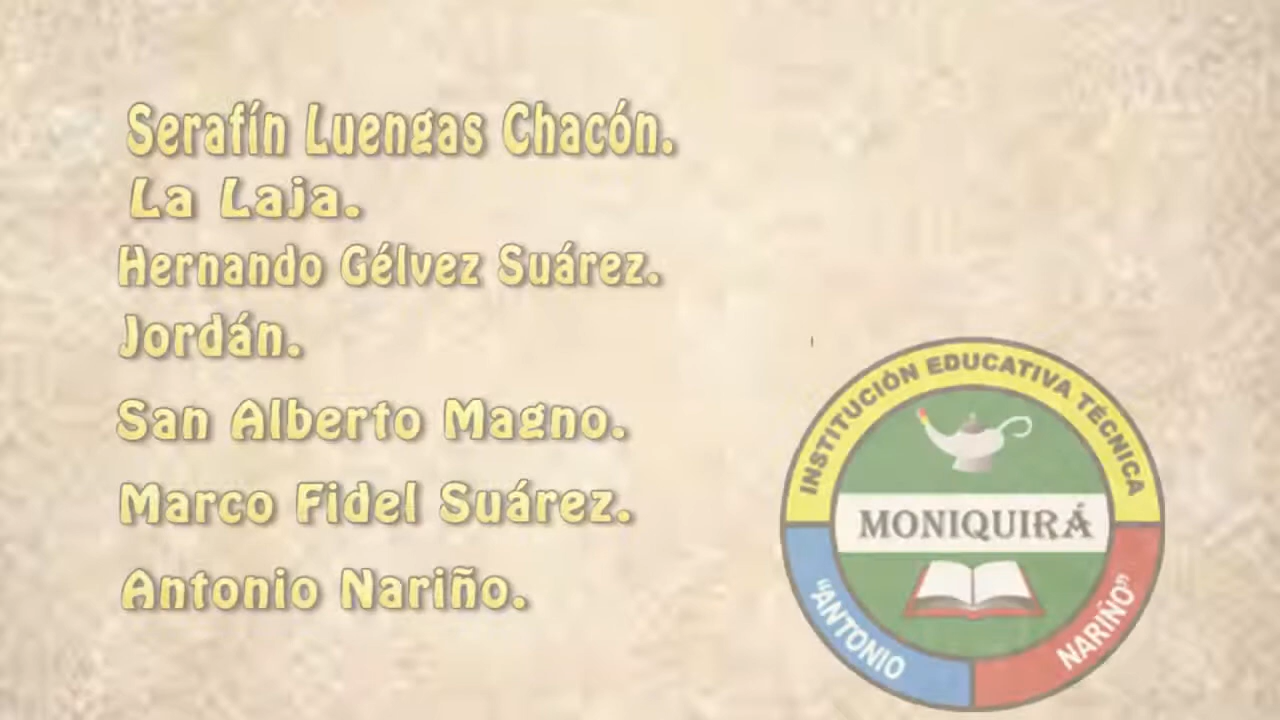 Serafín Luengas Chacón.
La Laja.
Hernando Gélvez Suárez.
Jordán.
San Alberto Magno.
Marco Fidel Suárez.
Antonio Nariño.
INSTITUCIÓN EDUCATIVA TÉCNICA
MONIQUIRÁ
"ANTONIO
NARIÑO"